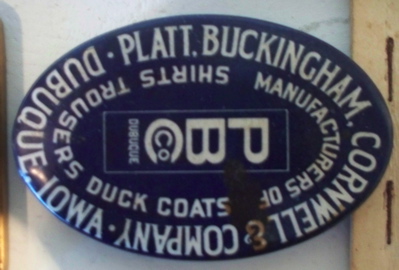 PLATT, BUCKINGHAM, CORNWELL & COMPANY · DUBUQUE IOWA ·
MANUFACTURERS OF DUCK COATS TROUSERS SHIRTS
PBCo
DUBUQUE